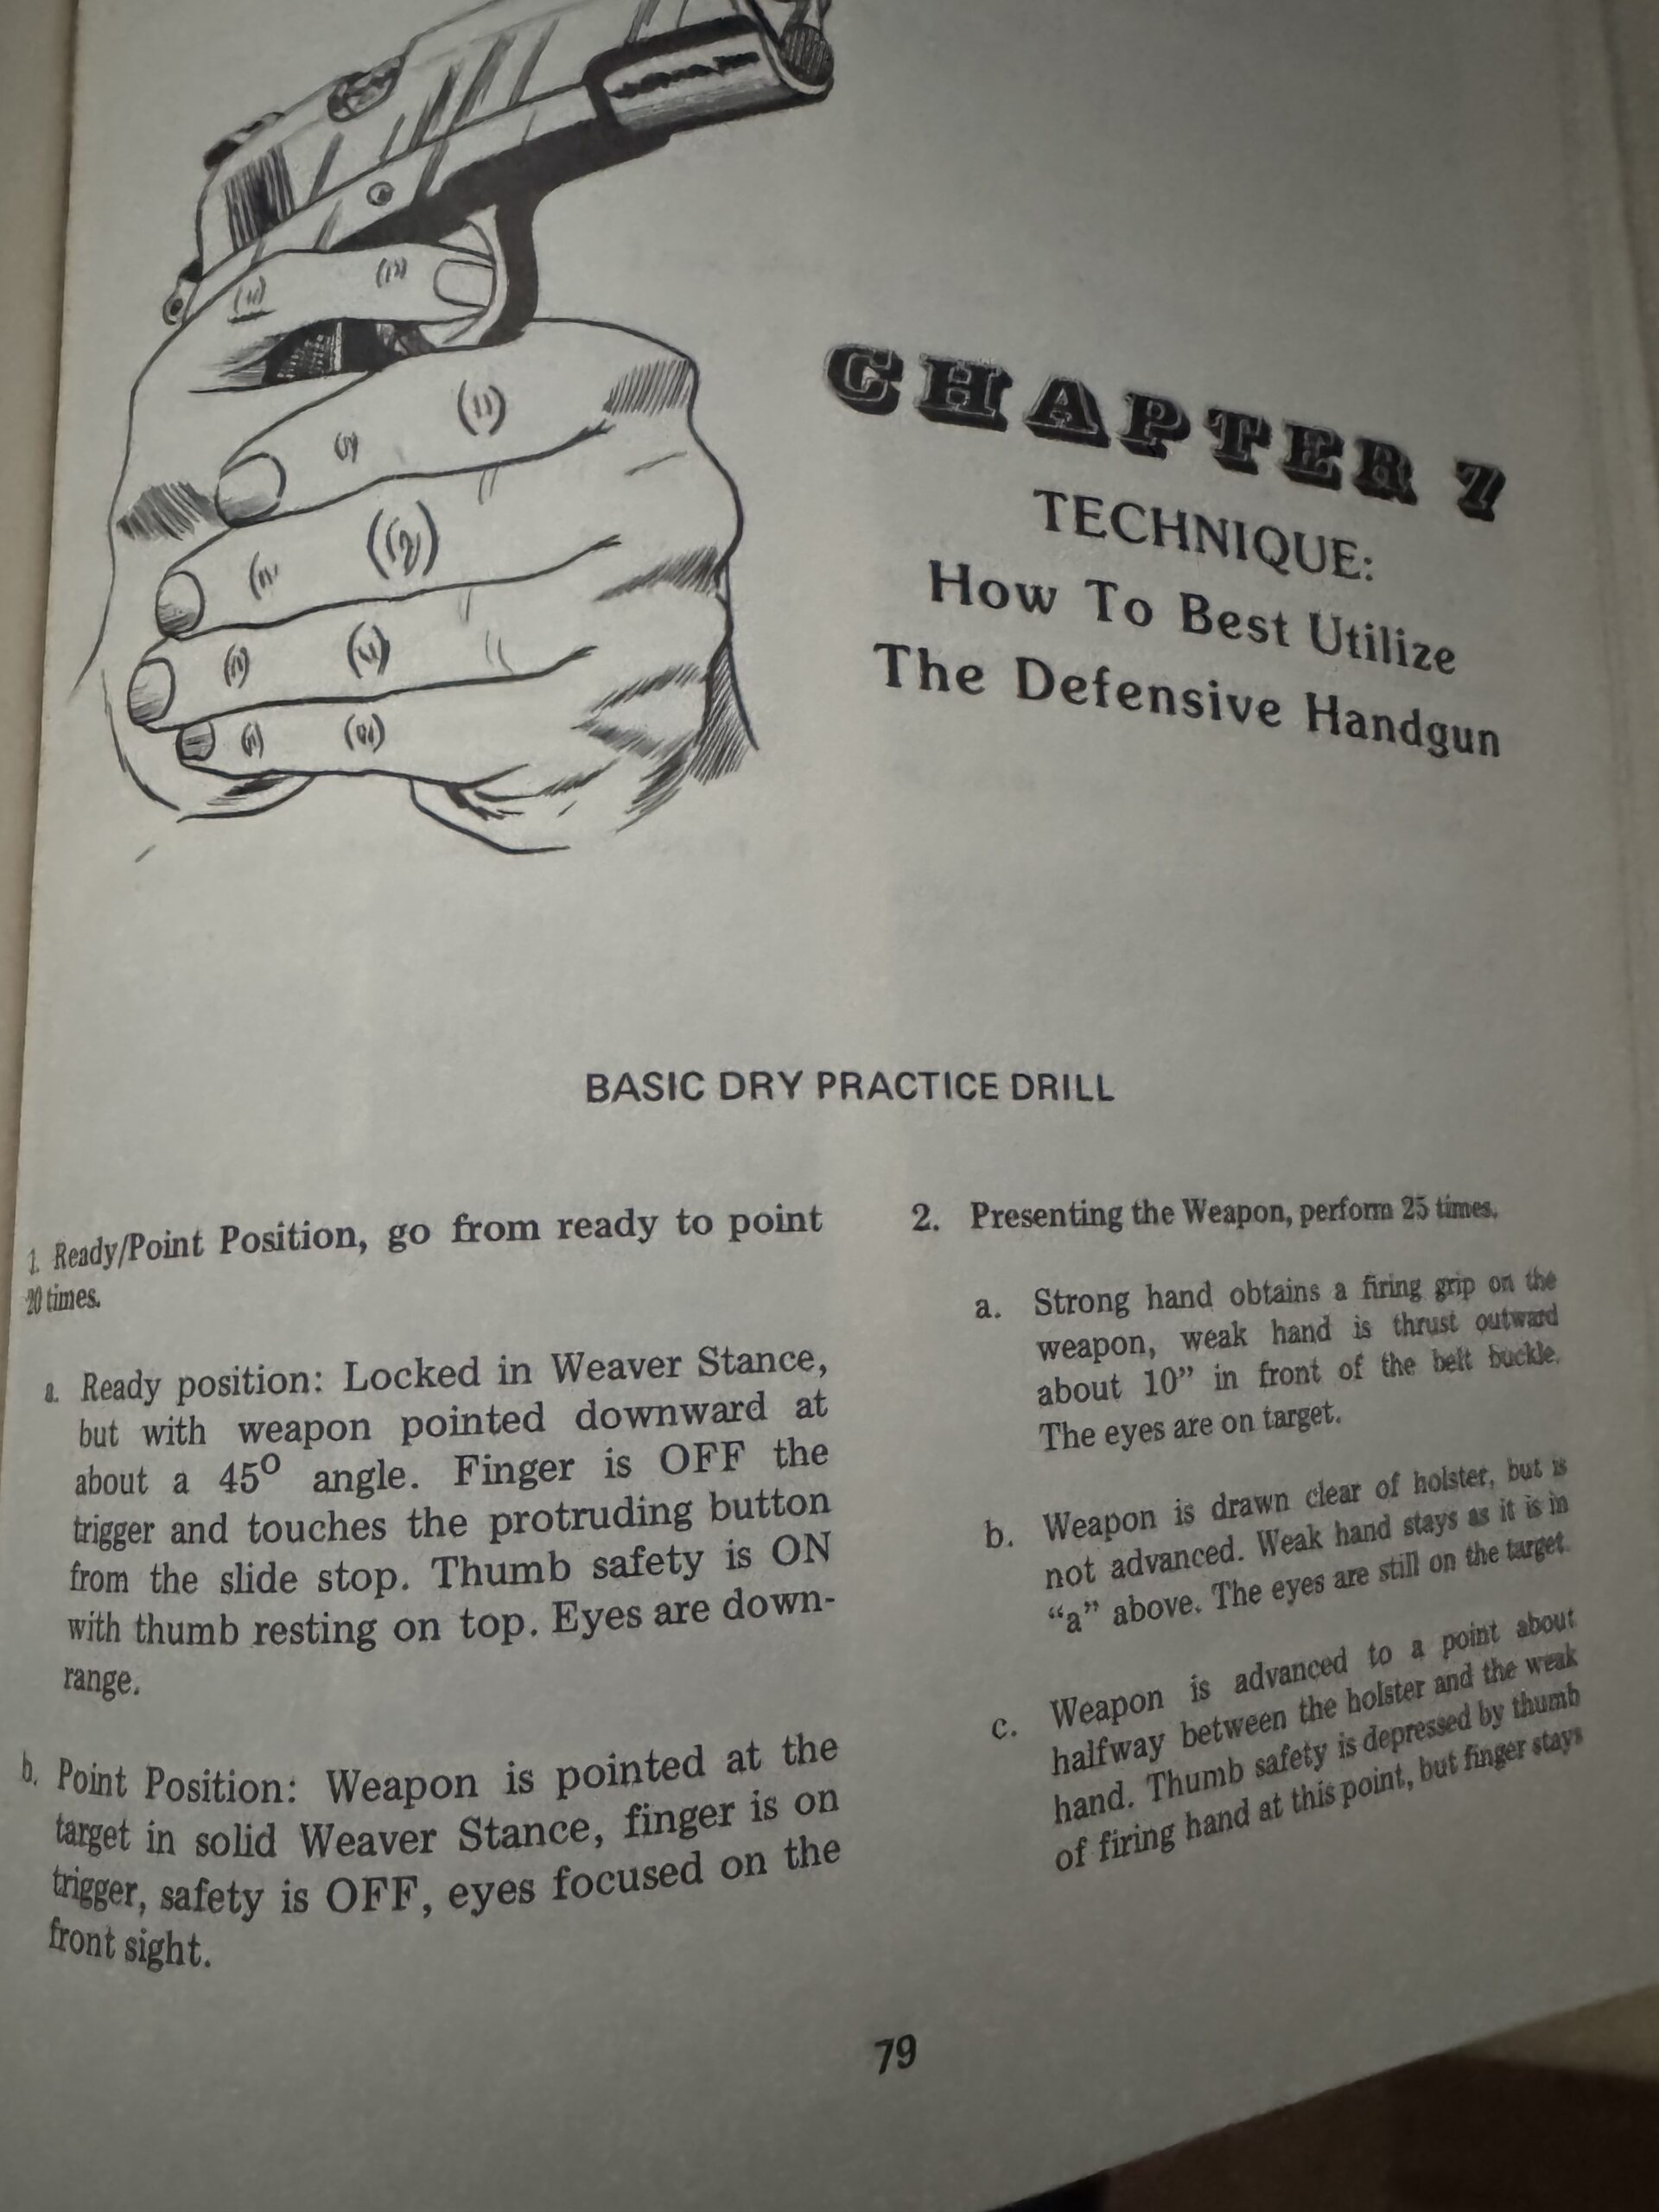 CHAPTER 7
TECHNIQUE:
How To Best Utilize
The Defensive Handgun
BASIC DRY PRACTICE DRILL
1. Ready/Point Position, go from ready to point
20 times.
a. Ready position: Locked in Weaver Stance,
but with weapon pointed downward at
about a 45° angle. Finger is OFF the
trigger and touches the protruding button
from the slide stop. Thumb safety is ON
with thumb resting on top. Eyes are down-
range.
b. Point Position: Weapon is pointed at the
target in solid Weaver Stance, finger is on
trigger, safety is OFF, eyes focused on the
front sight.
2. Presenting the Weapon, perform 25 times.
a. Strong hand obtains a firing grip on the
weapon, weak hand is thrust outward
about 10” in front of the belt buckle.
The eyes are on target.
b. Weapon is drawn clear of holster, but is
not advanced. Weak hand stays as it is in
“a” above. The eyes are still on the target.
c. Weapon is advanced to a point about
halfway between the holster and the weak
hand. Thumb safety is depressed by thumb
of firing hand at this point, but finger stays
79